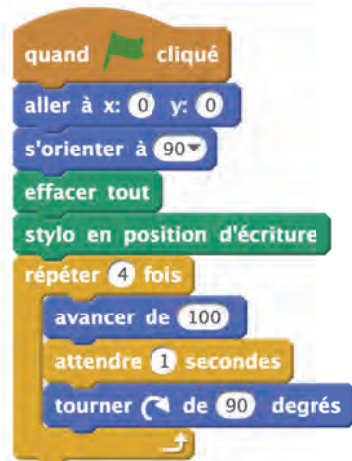 quand cliqué
aller à x: 0 y: 0
s'orienter à 90
effacer tout
stylo en position d'écriture
répéter 4 fois
avancer de 100
attendre 1 secondes
tourner de 90 degrés